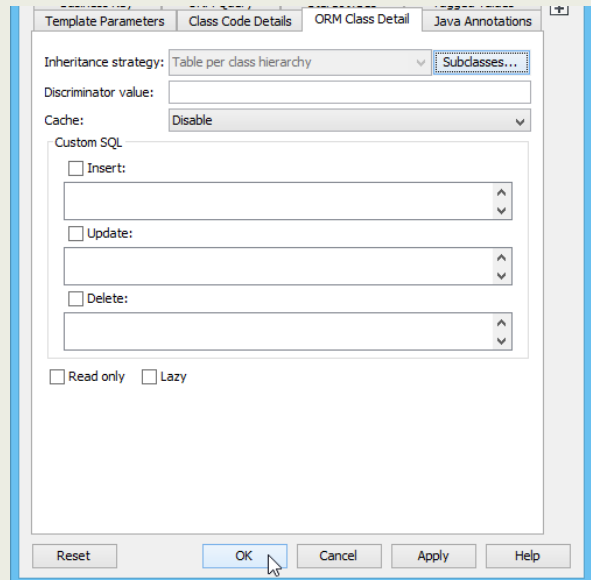 Template Parameters Class Code Details ORM Class Detail Java Annotations
Inheritance strategy: Table per class hierarchy Subclasses...
Discriminator value:
Cache: Disable
Custom SQL
Insert:
Update:
Delete:
Read only Lazy
Reset OK Cancel Apply Help